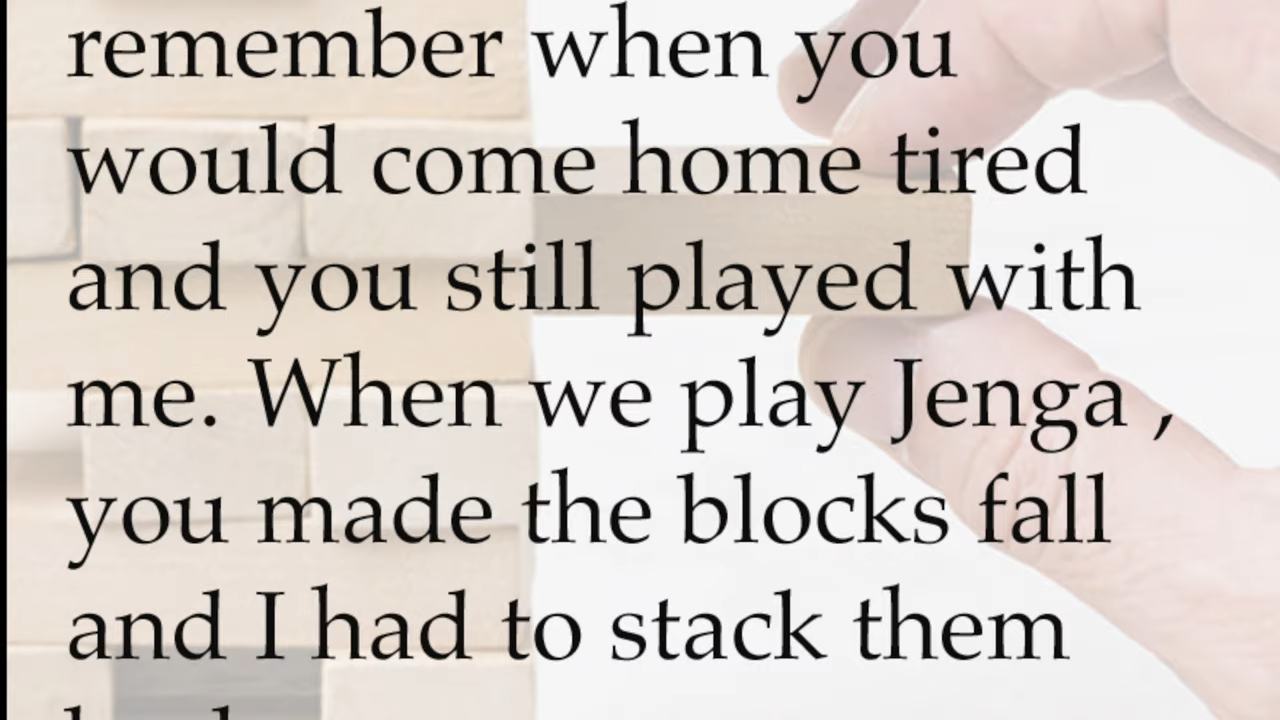 remember when you
would come home tired
and you still played with
me. When we play Jenga ,
you made the blocks fall
and I had to stack them